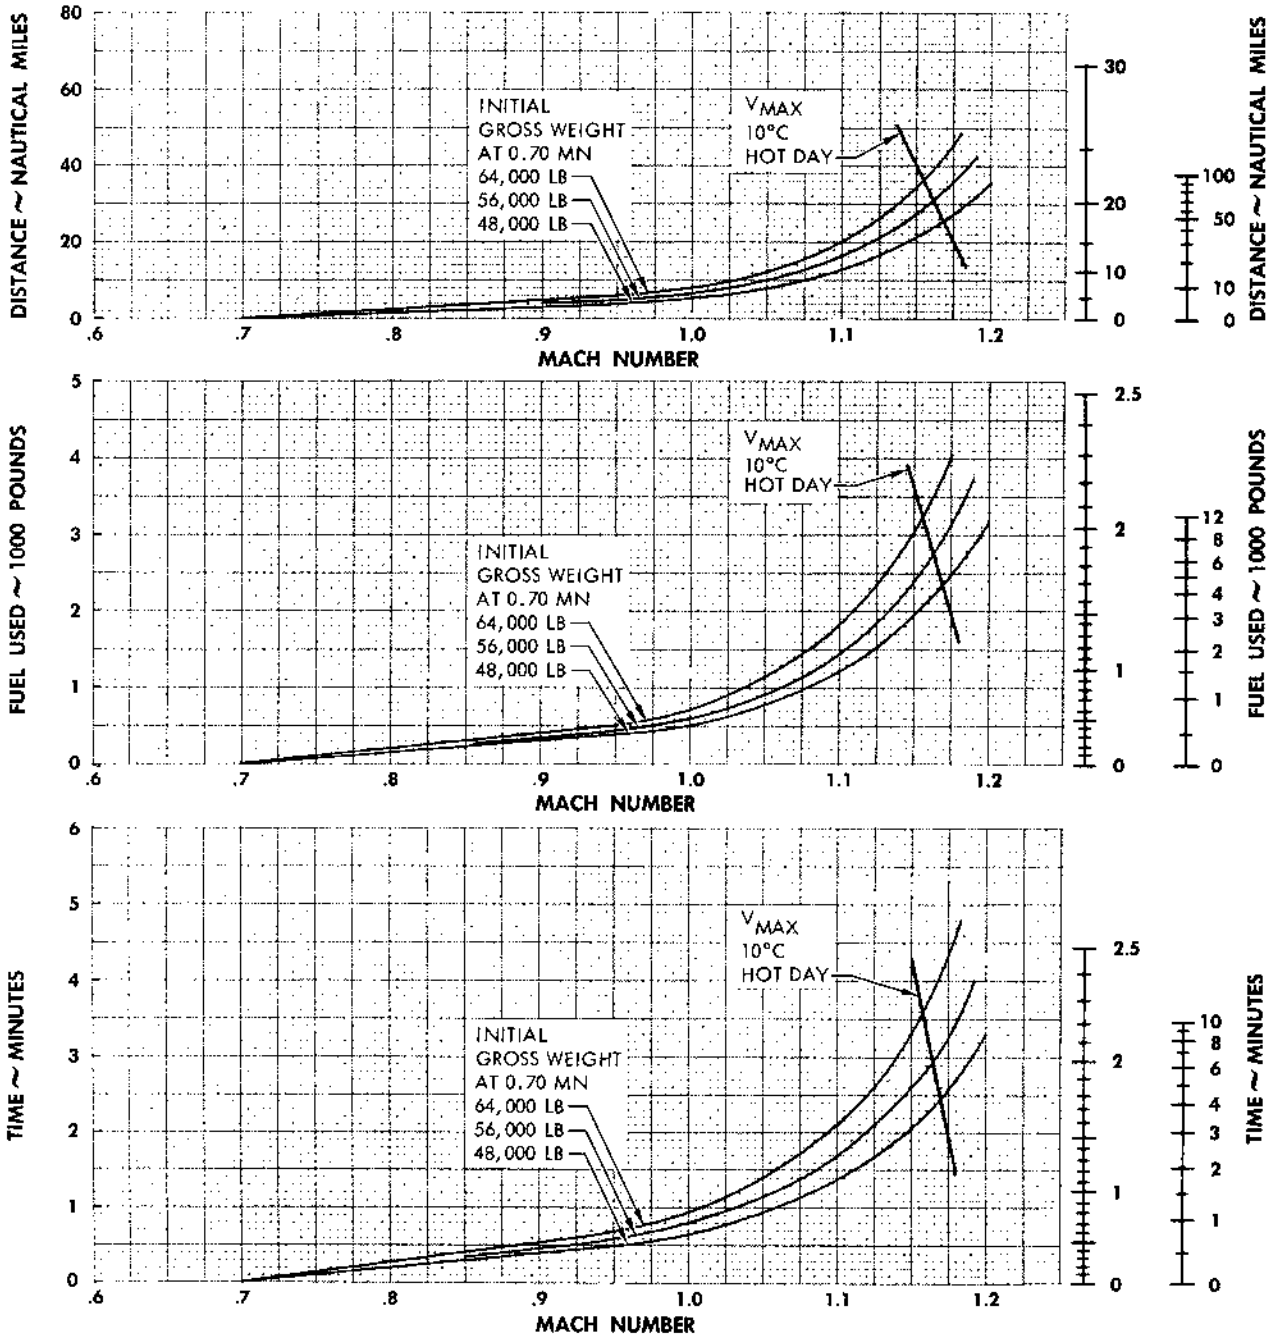 DISTANCE ~ NAUTICAL MILES
80
60
40
20
0
.6
.7
.8
.9
1.0
1.1
1.2
MACH NUMBER
INITIAL
GROSS WEIGHT
AT 0.70 MN
64,000 LB
56,000 LB
48,000 LB
VMAX
10°C
HOT DAY
30
20
10
0
100
50
10
0
DISTANCE ~ NAUTICAL MILES
FUEL USED ~ 1000 POUNDS
5
4
3
2
1
0
.6
.7
.8
.9
1.0
1.1
1.2
MACH NUMBER
INITIAL
GROSS WEIGHT
AT 0.70 MN
64,000 LB
56,000 LB
48,000 LB
VMAX
10°C
HOT DAY
2.5
2
1
0
12
8
6
4
3
2
1
0
FUEL USED ~ 1000 POUNDS
TIME ~ MINUTES
6
5
4
3
2
1
0
.6
.7
.8
.9
1.0
1.1
1.2
MACH NUMBER
INITIAL
GROSS WEIGHT
AT 0.70 MN
64,000 LB
56,000 LB
48,000 LB
VMAX
10°C
HOT DAY
2.5
2
1
0
10
8
6
4
3
2
1
0
TIME ~ MINUTES